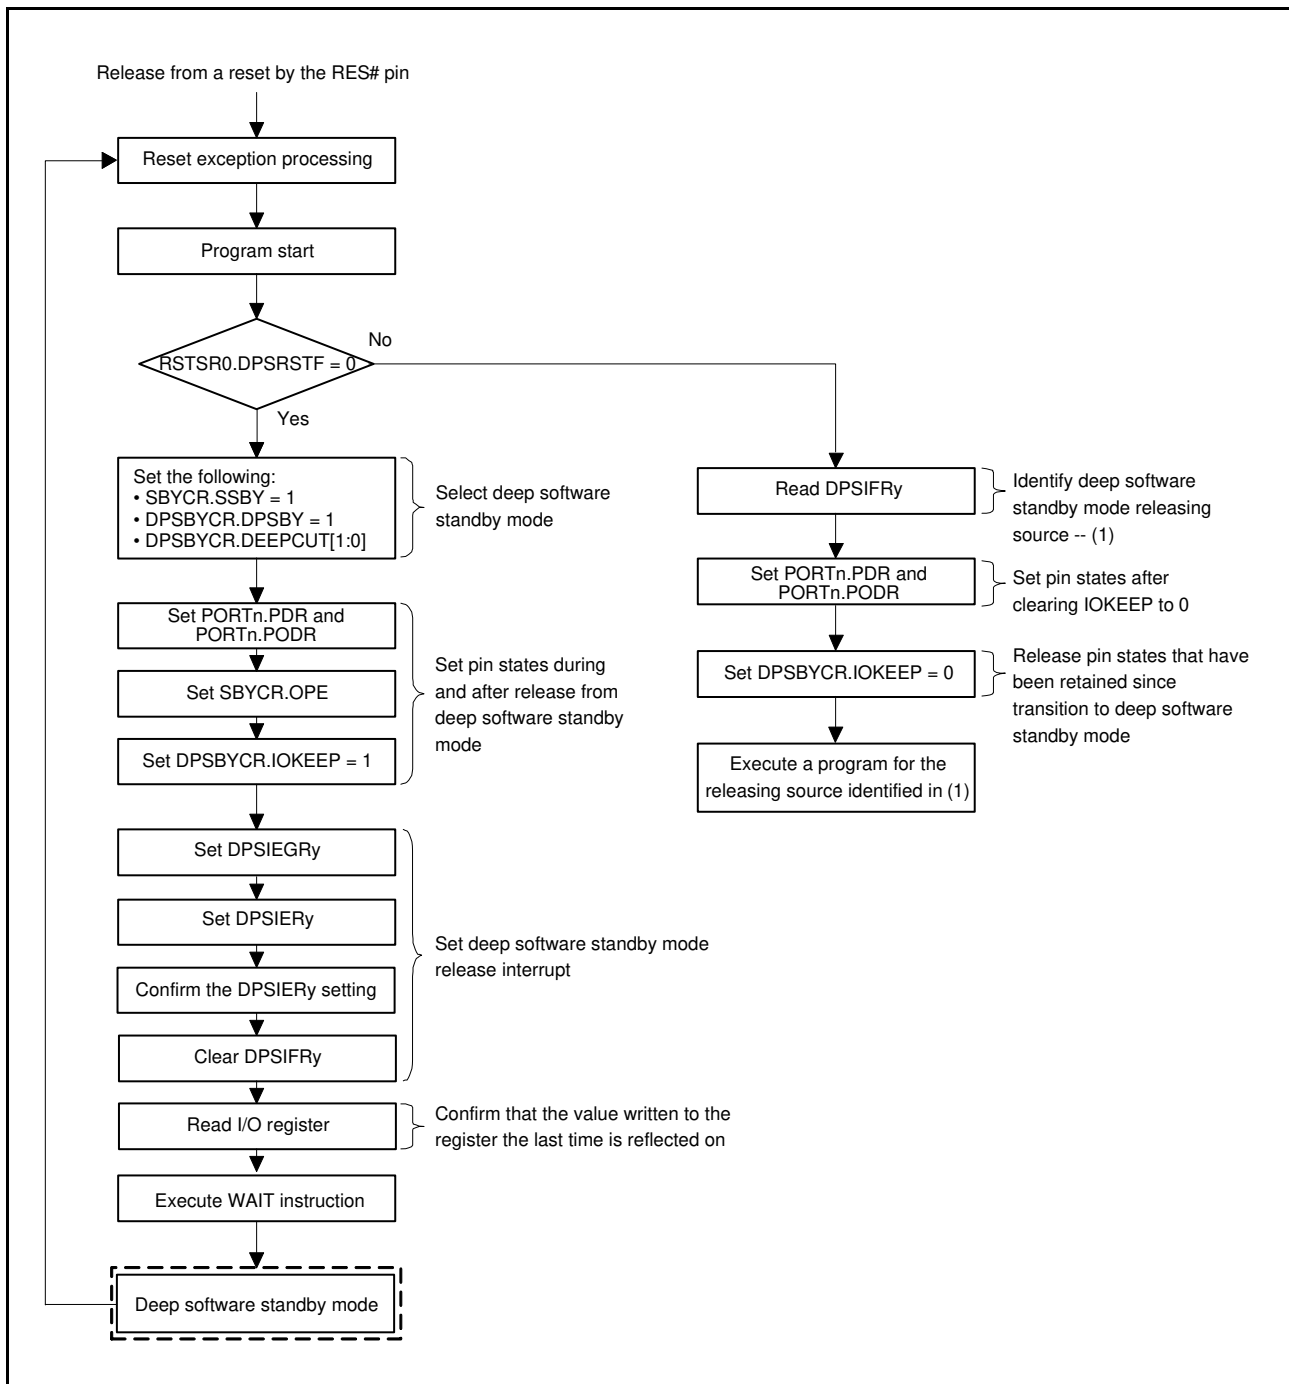 Release from a reset by the RES# pin
Reset exception processing
Program start
RSTSR0.DPSRSTF = 0
No
Yes
Set the following:
• SBYCR.SSBY = 1
• DPSBYCR.DPSBY = 1
• DPSBYCR.DEEPCUT[1:0]
Select deep software
standby mode
Set PORTn.PDR and
PORTn.PODR
Set SBYCR.OPE
Set DPSBYCR.IOKEEP = 1
Set pin states during
and after release from
deep software standby
mode
Set DPSIEGRy
Set DPSIERy
Confirm the DPSIERy setting
Clear DPSIFRy
Set deep software standby mode
release interrupt
Read I/O register
Confirm that the value written to the
register the last time is reflected on
Execute WAIT instruction
Deep software standby mode
Read DPSIFRy
Identify deep software
standby mode releasing
source -- (1)
Set PORTn.PDR and
PORTn.PODR
Set pin states after
clearing IOKEEP to 0
Set DPSBYCR.IOKEEP = 0
Release pin states that have
been retained since
transition to deep software
standby mode
Execute a program for the
releasing source identified in (1)